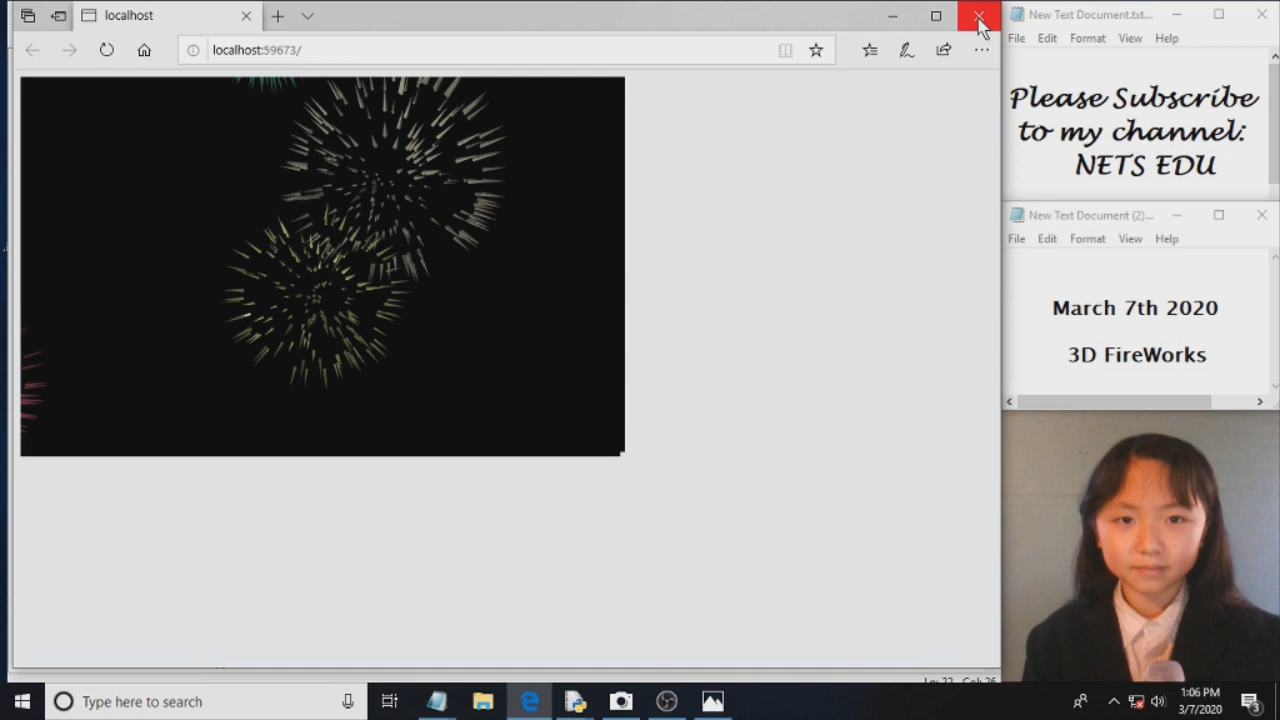 localhost
localhost:59673/
New Text Document.txt...
File Edit Format View Help
Please Subscribe
to my channel:
NETS EDU
New Text Document (2)...
File Edit Format View Help
March 7th 2020
3D FireWorks
Type here to search
1:06 PM
3/7/2020
3